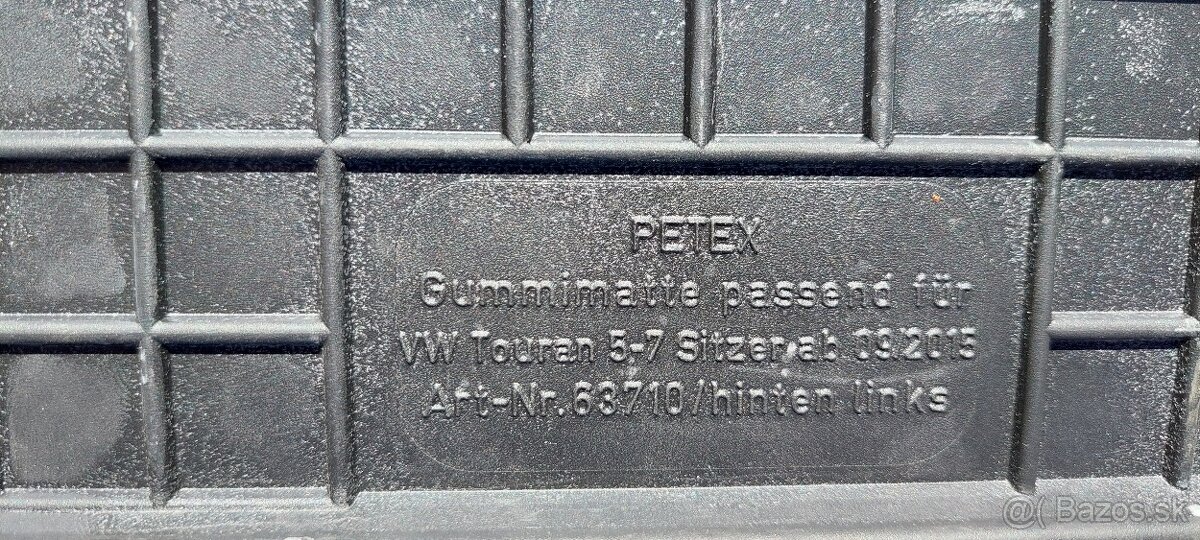 PETEX
Gummimatte passend für
VW Touran 5-7 Sitzer ab 09/2015
Art-Nr.63710/hinten links
@( Bazos.sk